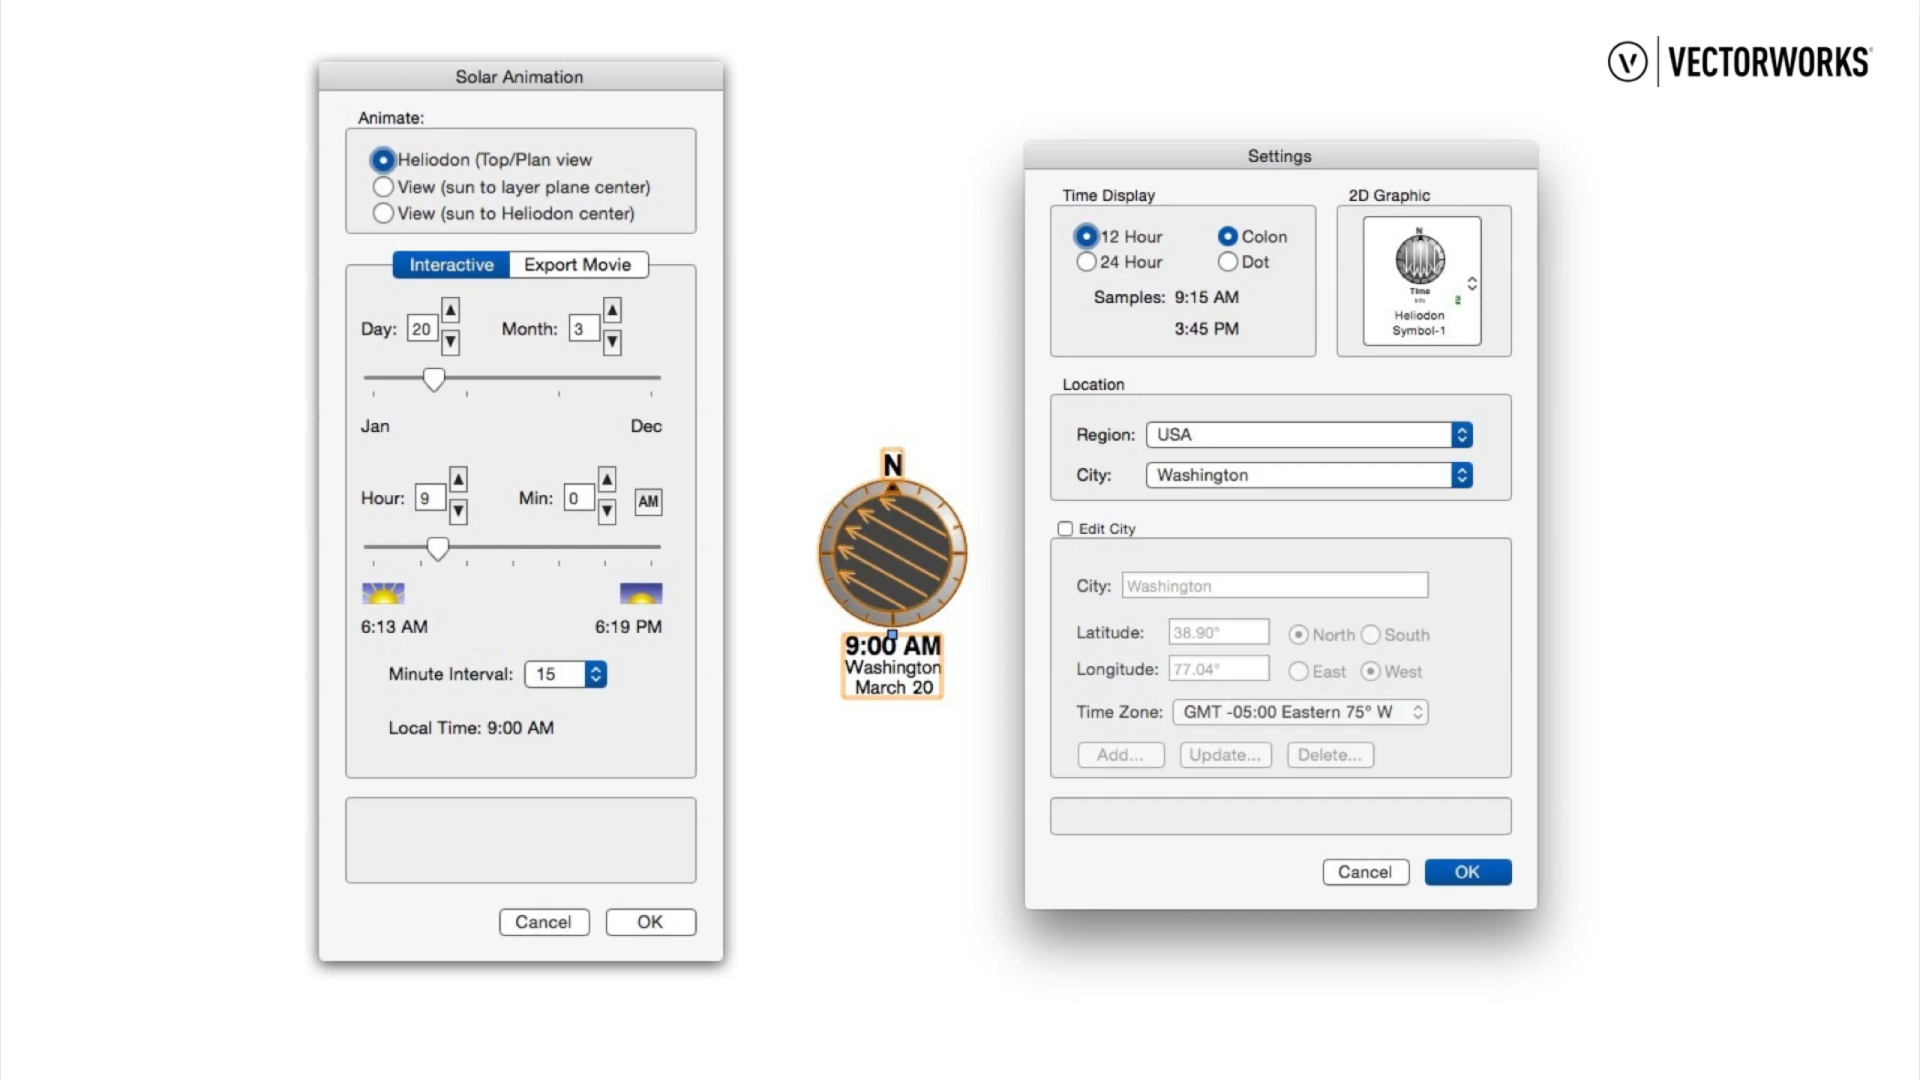 VECTORWORKS
Solar Animation
Animate:
Heliodon (Top/Plan view
View (sun to layer plane center)
View (sun to Heliodon center)
Interactive
Export Movie
Day: 20
Month: 3
Jan
Dec
Hour: 9
Min: 0
AM
6:13 AM
6:19 PM
Minute Interval: 15
Local Time: 9:00 AM
Cancel
OK
N
9:00 AM
Washington
March 20
Settings
Time Display
12 Hour
Colon
24 Hour
Dot
Samples: 9:15 AM
3:45 PM
2D Graphic
N
Time
Info
2
Heliodon
Symbol-1
Location
Region: USA
City: Washington
Edit City
City: Washington
Latitude: 38.90°
North
South
Longitude: 77.04°
East
West
Time Zone: GMT -05:00 Eastern 75° W
Add...
Update...
Delete...
Cancel
OK